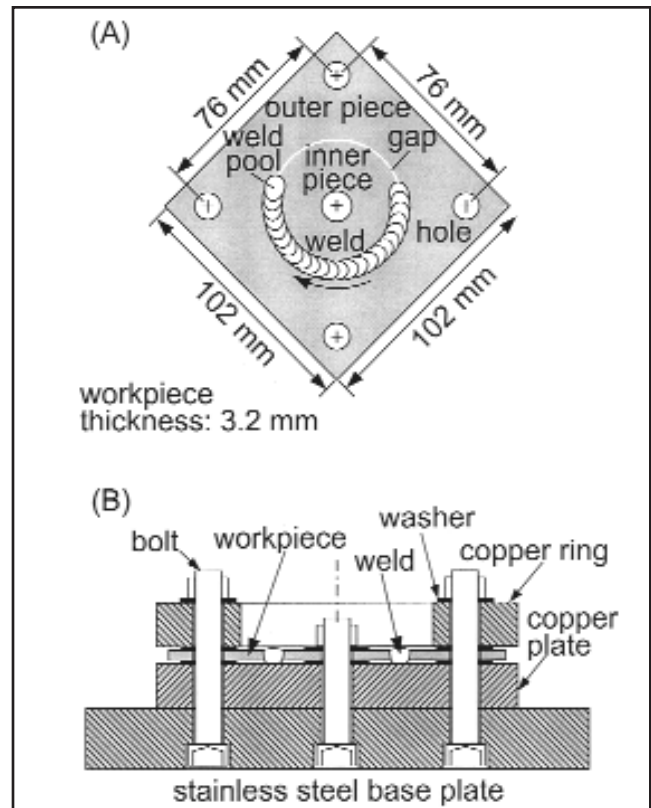 (A)
76 mm
76 mm
outer piece
weld
pool
gap
inner
piece
weld
hole
102 mm
102 mm
workpiece
thickness: 3.2 mm
(B)
bolt
workpiece
washer
weld
copper ring
copper
plate
stainless steel base plate